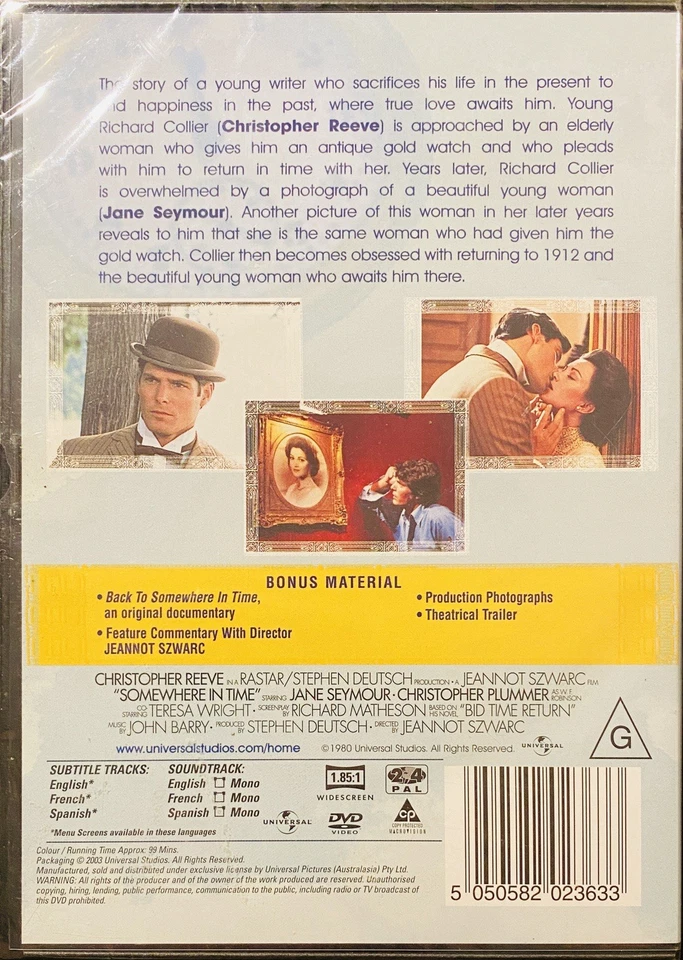 The story of a young writer who sacrifices his life in the present to
nd happiness in the past, where true love awaits him. Young
Richard Collier (Christopher Reeve) is approached by an elderly
woman who gives him an antique gold watch and who pleads
with him to return in time with her. Years later, Richard Collier
is overwhelmed by a photograph of a beautiful young woman
(Jane Seymour). Another picture of this woman in her later years
reveals to him that she is the same woman who had given him the
gold watch. Collier then becomes obsessed with returning to 1912 and
the beautiful young woman who awaits him there.
BONUS MATERIAL
• Back To Somewhere In Time,
an original documentary
• Feature Commentary With Director
JEANNOT SZWARC
• Production Photographs
• Theatrical Trailer
CHRISTOPHER REEVE IN A RASTAR/STEPHEN DEUTSCH PRODUCTION · A JEANNOT SZWARC FILM
"SOMEWHERE IN TIME" STARRING JANE SEYMOUR · CHRISTOPHER PLUMMER AS W. F. ROBINSON
CO-STARRING TERESA WRIGHT · SCREENPLAY BY RICHARD MATHESON BASED ON HIS NOVEL "BID TIME RETURN"
MUSIC BY JOHN BARRY · PRODUCED BY STEPHEN DEUTSCH · DIRECTED BY JEANNOT SZWARC
www.universalstudios.com/home ©1980 Universal Studios. All Rights Reserved. UNIVERSAL
G
SUBTITLE TRACKS:
English*
French*
Spanish*
*Menu Screens available in these languages
SOUNDTRACK:
English Mono
French Mono
Spanish Mono
UNIVERSAL
1.85:1
WIDESCREEN
DVD
VIDEO
2 4
PAL
CP
COPY PROTECTED
MACROVISION
Colour / Running Time Approx: 99 Mins.
Packaging © 2003 Universal Studios. All Rights Reserved.
Manufactured, sold and distributed under exclusive license by Universal Pictures (Australasia) Pty Ltd.
WARNING: All rights of the producer and of the owner of the work produced are reserved. Unauthorised
copying, hiring, lending, public performance, communication to the public, including radio or TV broadcast of
this DVD prohibited.
5 050582 023633